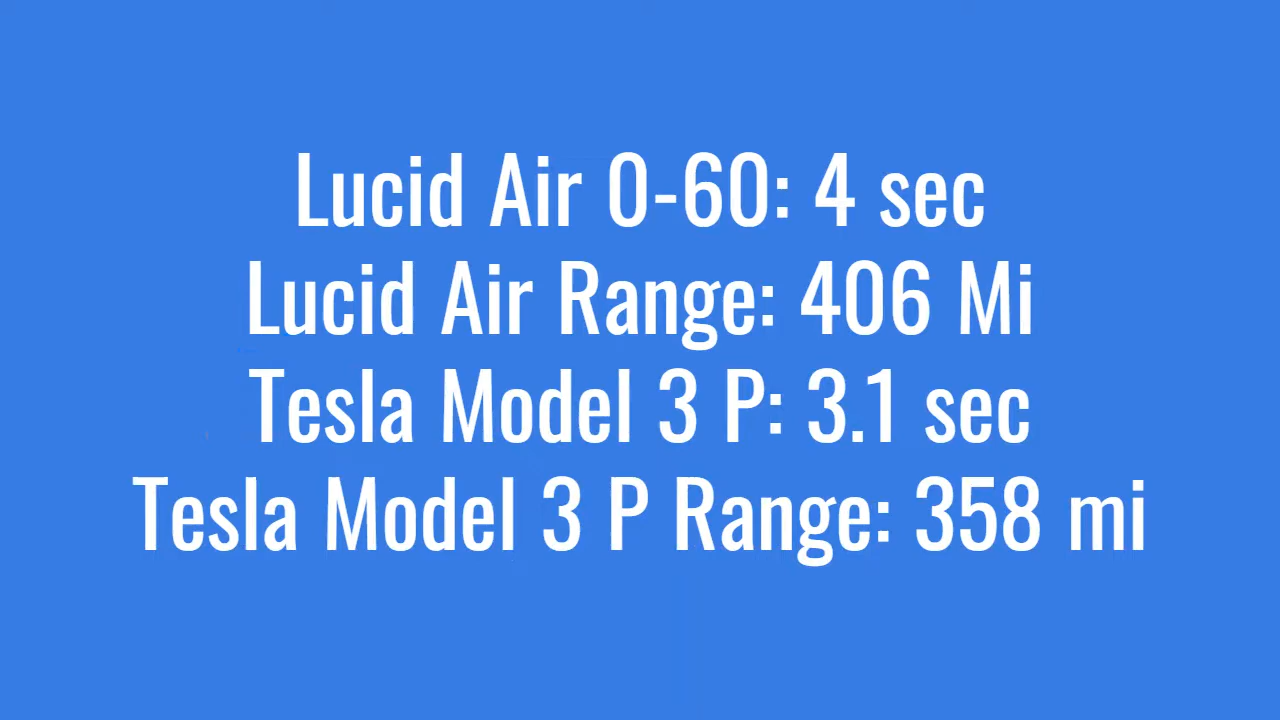 Lucid Air 0-60: 4 sec
Lucid Air Range: 406 Mi
Tesla Model 3 P: 3.1 sec
Tesla Model 3 P Range: 358 mi